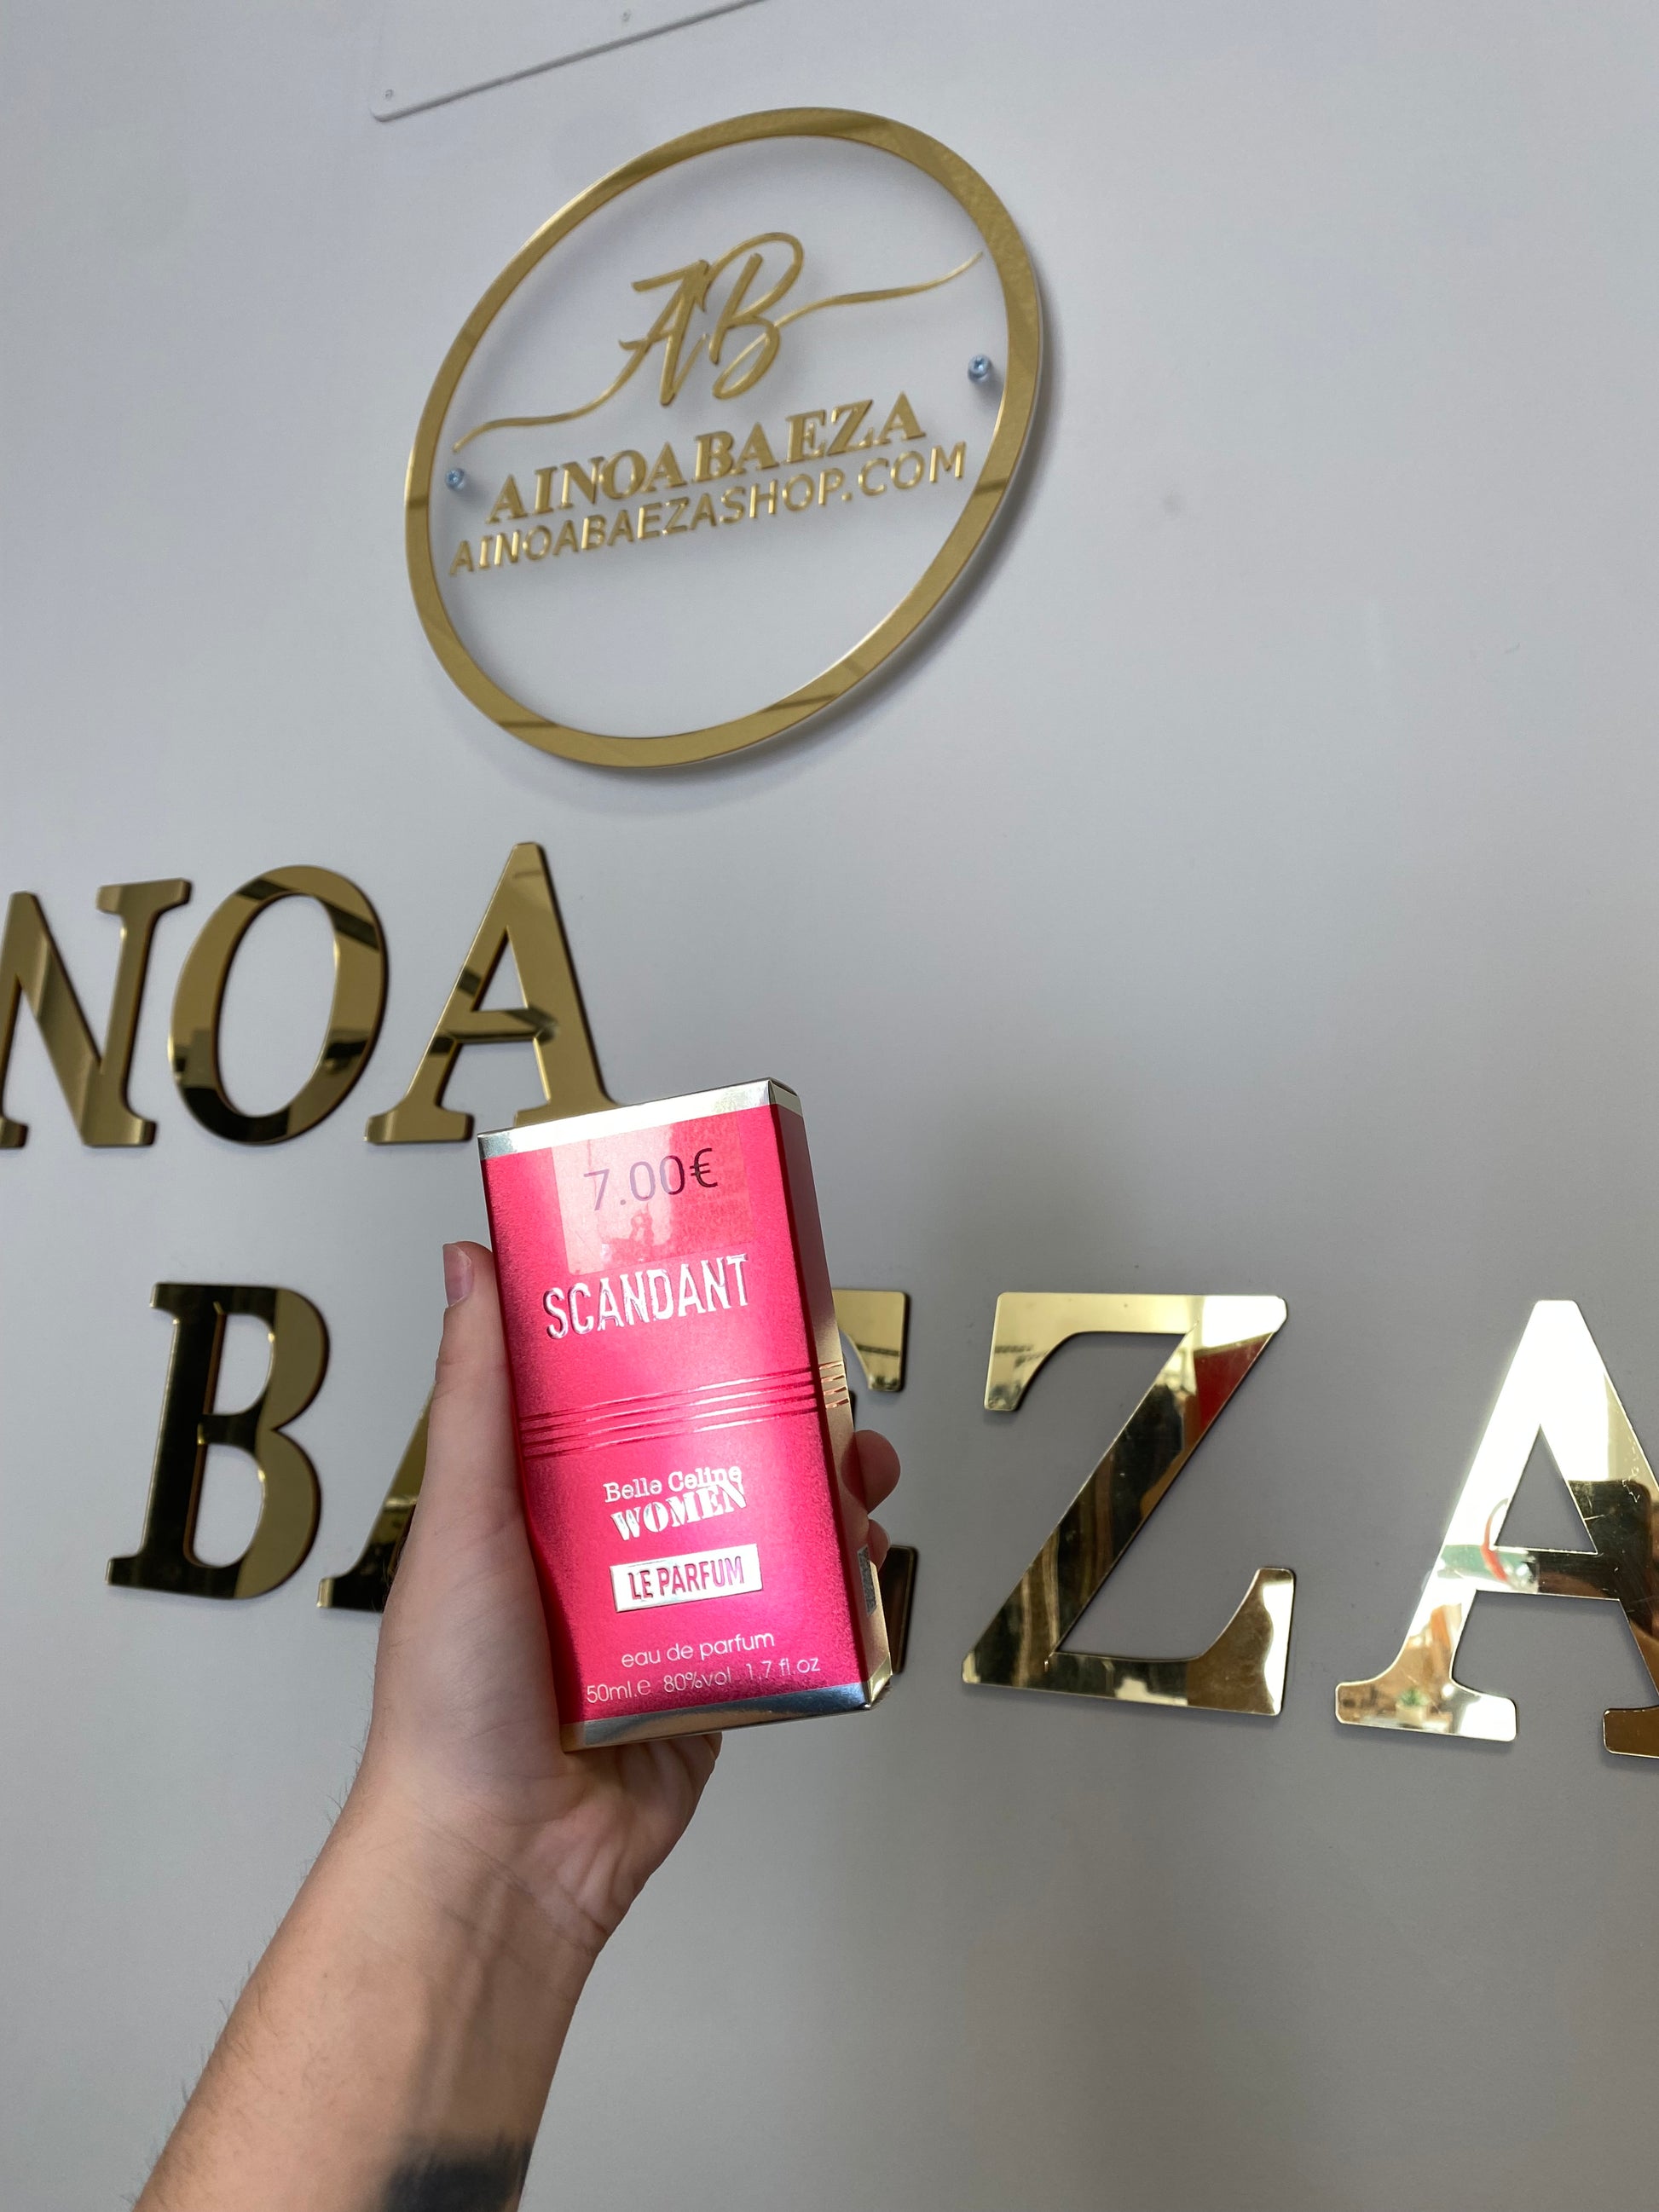 AB
AINOA BAEZA
AINOABAEZASHOP.COM
NOA
BAEZA
7.00€
SCANDANT
Belle Celine
WOMEN
LE PARFUM
eau de parfum
50ml.e 80%vol 1.7 fl.oz